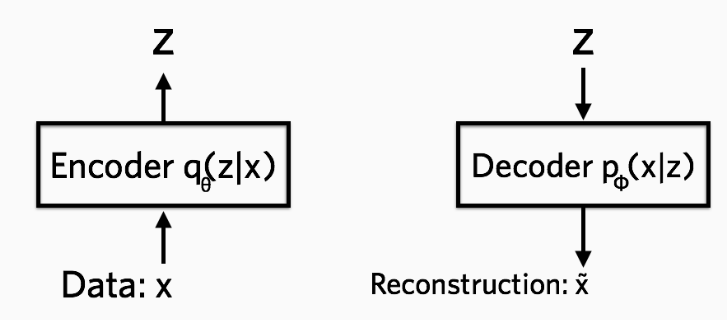 z
Encoder qθ(z|x)
Data: x
z
Decoder pΦ(x|z)
Reconstruction: x̃